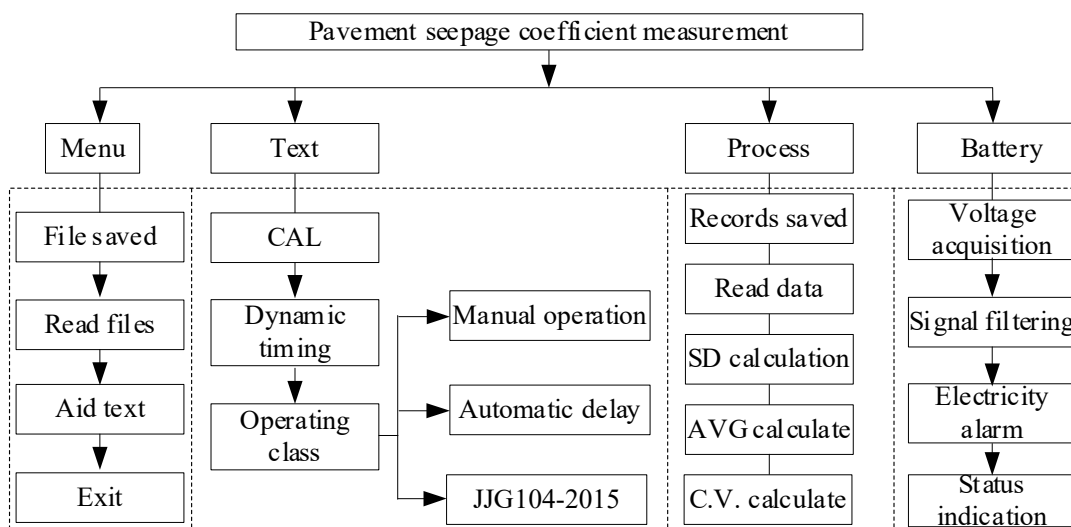 Pavement seepage coefficient measurement
Menu
Text
Process
Battery
File saved
Read files
Aid text
Exit
CAL
Dynamic
timing
Operating
class
Manual operation
Automatic delay
JJG104-2015
Records saved
Read data
SD calculation
AVG calculate
C.V. calculate
Voltage
acquisition
Signal filtering
Electricity
alarm
Status
indication